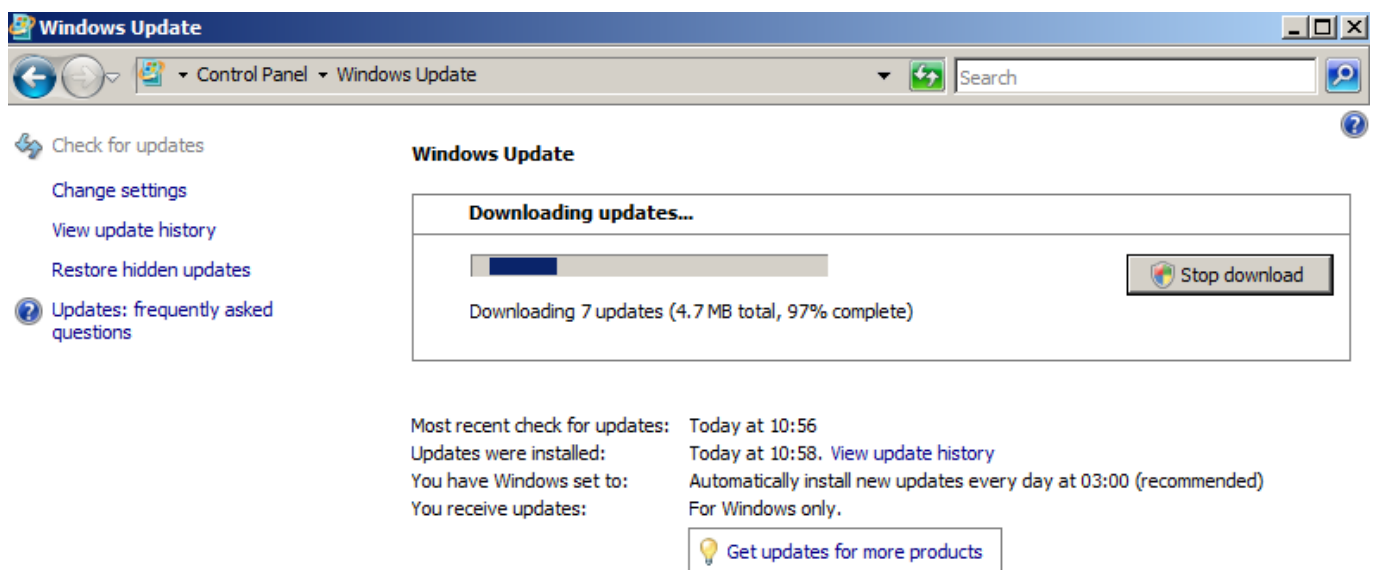 Windows Update
Control Panel Windows Update Search
Check for updates
Change settings
View update history
Restore hidden updates
Updates: frequently asked
questions
Windows Update
Downloading updates...
Stop download
Downloading 7 updates (4.7 MB total, 97% complete)
Most recent check for updates: Today at 10:56
Updates were installed: Today at 10:58. View update history
You have Windows set to: Automatically install new updates every day at 03:00 (recommended)
You receive updates: For Windows only.
Get updates for more products